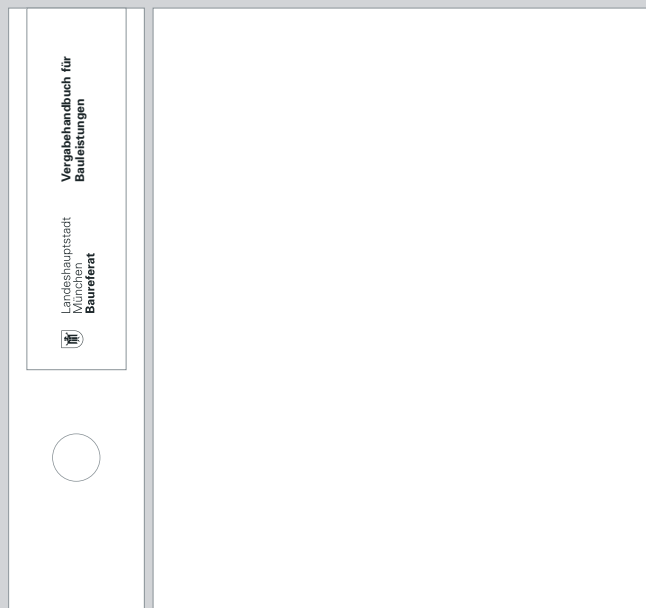 Vergabehandbuch für
Bauleistungen
Landeshauptstadt
München
Baureferat